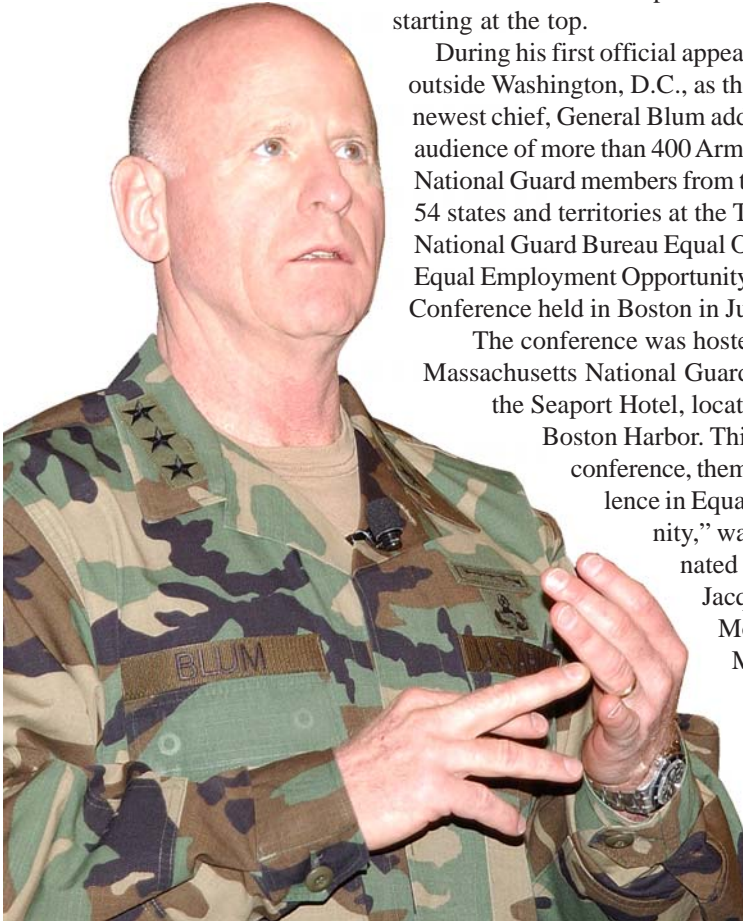 starting at the top.
During his first official appea
outside Washington, D.C., as th
newest chief, General Blum add
audience of more than 400 Arm
National Guard members from t
54 states and territories at the T
National Guard Bureau Equal O
Equal Employment Opportunity
Conference held in Boston in Ju
The conference was hoste
Massachusetts National Guard
the Seaport Hotel, locat
Boston Harbor. Thi
conference, them
lence in Equa
nity,” wa
nated
Jacq
Mc
M
BLUM
U.S.